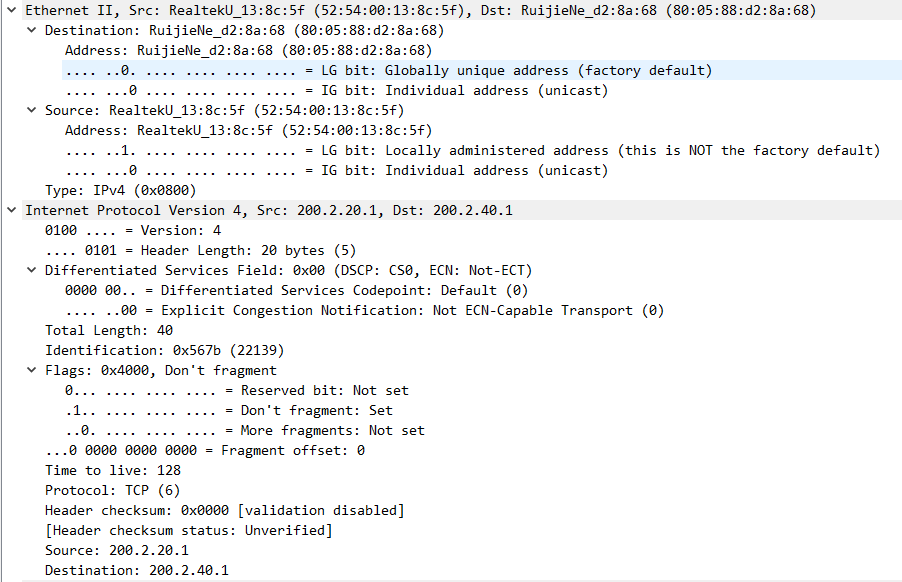 Ethernet II, Src: RealtekU_13:8c:5f (52:54:00:13:8c:5f), Dst: RuijieNe_d2:8a:68 (80:05:88:d2:8a:68)
Destination: RuijieNe_d2:8a:68 (80:05:88:d2:8a:68)
Address: RuijieNe_d2:8a:68 (80:05:88:d2:8a:68)
.... ..0. .... .... .... .... = LG bit: Globally unique address (factory default)
.... ...0 .... .... .... .... = IG bit: Individual address (unicast)
Source: RealtekU_13:8c:5f (52:54:00:13:8c:5f)
Address: RealtekU_13:8c:5f (52:54:00:13:8c:5f)
.... ..1. .... .... .... .... = LG bit: Locally administered address (this is NOT the factory default)
.... ...0 .... .... .... .... = IG bit: Individual address (unicast)
Type: IPv4 (0x0800)
Internet Protocol Version 4, Src: 200.2.20.1, Dst: 200.2.40.1
0100 .... = Version: 4
.... 0101 = Header Length: 20 bytes (5)
Differentiated Services Field: 0x00 (DSCP: CS0, ECN: Not-ECT)
0000 00.. = Differentiated Services Codepoint: Default (0)
.... ..00 = Explicit Congestion Notification: Not ECN-Capable Transport (0)
Total Length: 40
Identification: 0x567b (22139)
Flags: 0x4000, Don't fragment
0... .... .... .... = Reserved bit: Not set
.1.. .... .... .... = Don't fragment: Set
..0. .... .... .... = More fragments: Not set
...0 0000 0000 0000 = Fragment offset: 0
Time to live: 128
Protocol: TCP (6)
Header checksum: 0x0000 [validation disabled]
[Header checksum status: Unverified]
Source: 200.2.20.1
Destination: 200.2.40.1